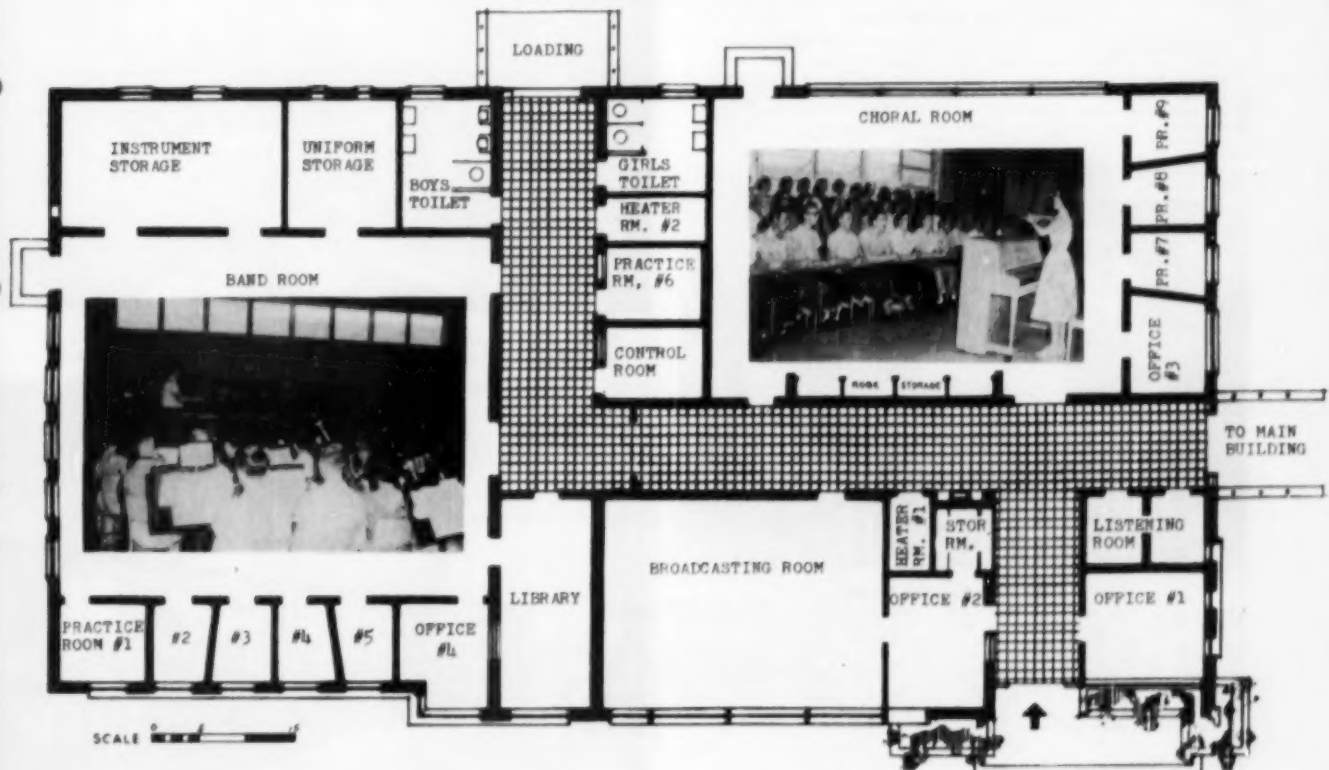 LOADING
INSTRUMENT
STORAGE
UNIFORM
STORAGE
BOYS
TOILET
GIRLS
TOILET
HEATER
RM. #2
PRACTICE
RM. #6
CONTROL
ROOM
CHORAL ROOM
PR.#9
PR.#8
PR.#7
OFFICE
#3
ROBE STORAGE
TO MAIN
BUILDING
BAND ROOM
PRACTICE
ROOM #1
#2
#3
#4
#5
OFFICE
#4
LIBRARY
BROADCASTING ROOM
HEATER
RM. #1
STOR
RM.
OFFICE #2
LISTENING
ROOM
OFFICE #1
SCALE
0
15